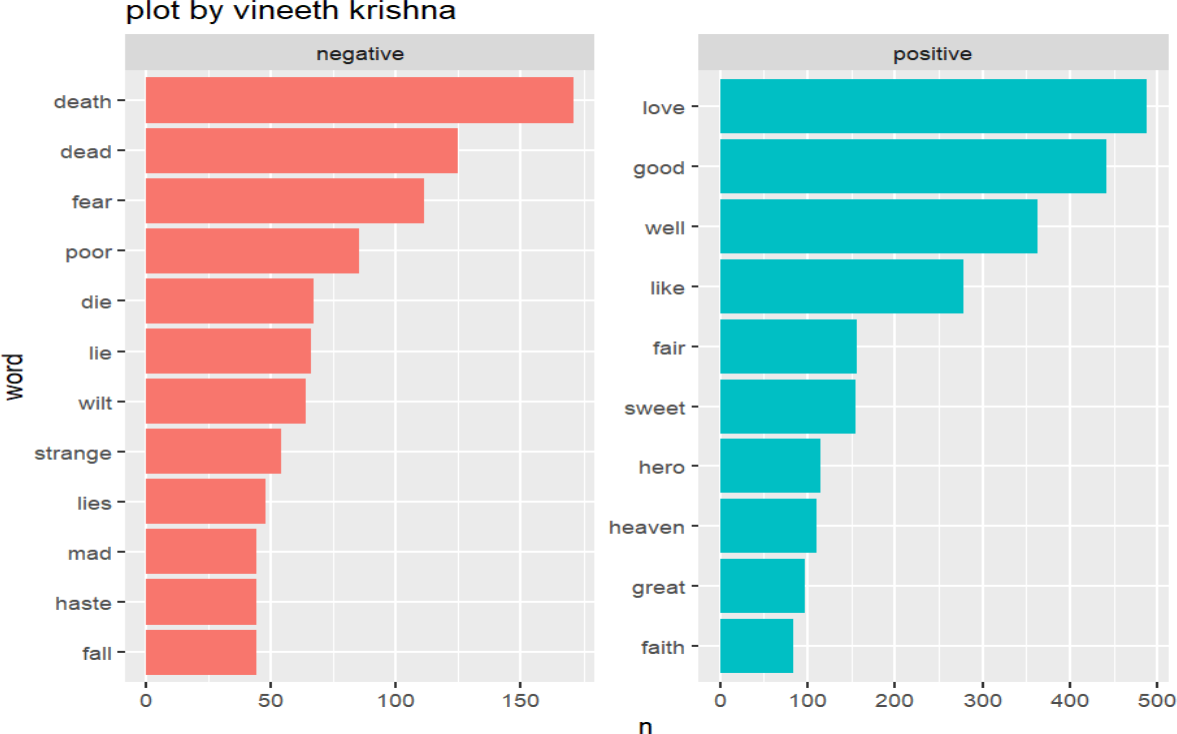 plot by vineeth krishna
negative
positive
word
death
dead
fear
poor
die
lie
wilt
strange
lies
mad
haste
fall
0 50 100 150
love
good
well
like
fair
sweet
hero
heaven
great
faith
0 100 200 300 400 500
n